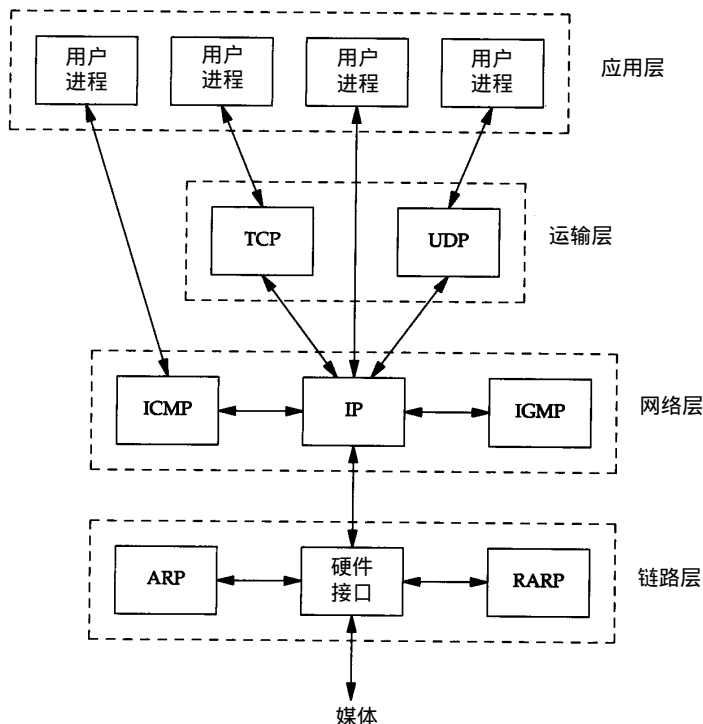 用户
进程
用户
进程
用户
进程
用户
进程
应用层
TCP
UDP
运输层
ICMP
IP
IGMP
网络层
ARP
硬件
接口
RARP
链路层
媒体